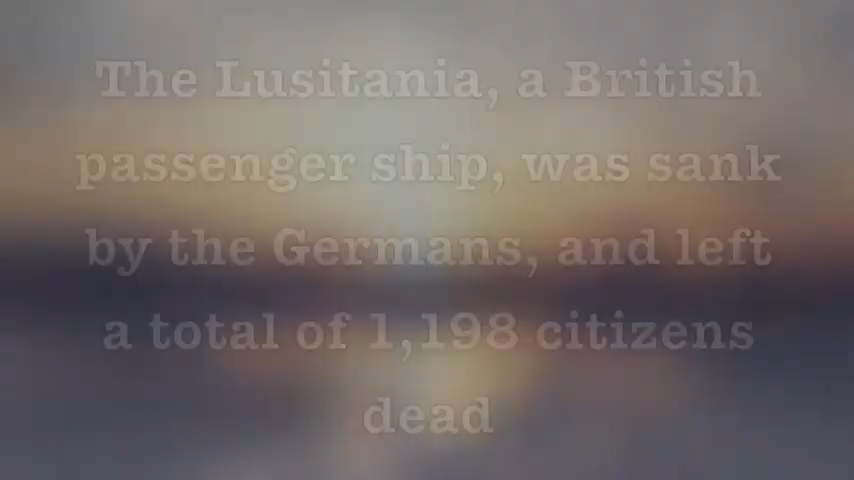 The Lusitania, a British
passenger ship, was sank
by the Germans, and left
a total of 1,198 citizens
dead